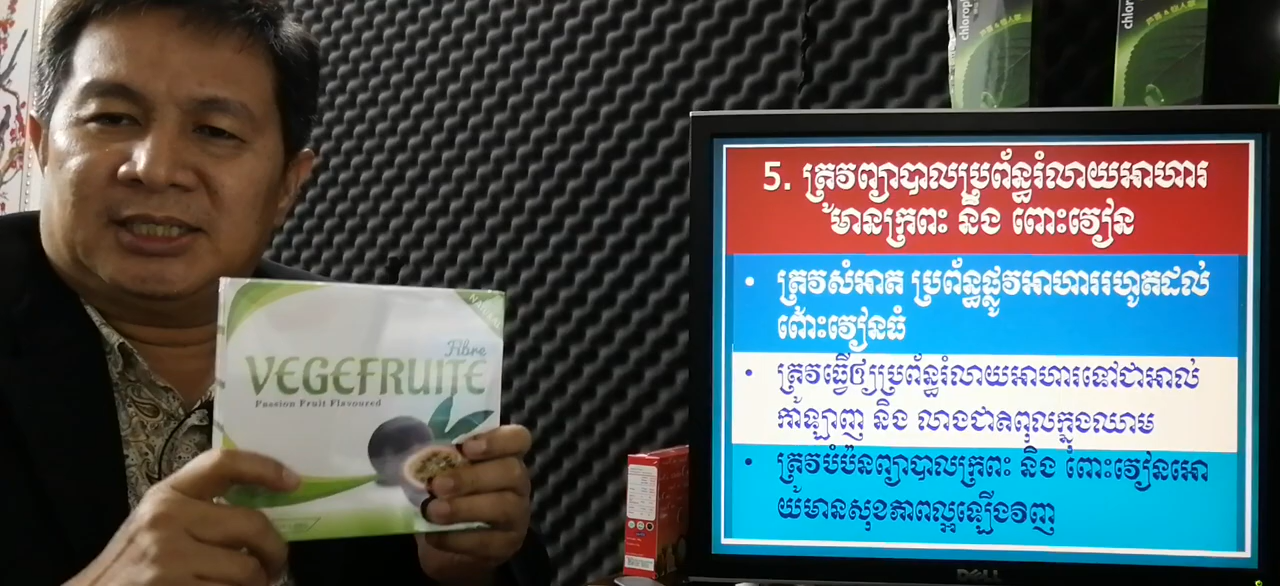 NATURAL
Fibre
VEGEFRUITE
Passion Fruit Flavoured
chlorop
chlorop
5. ត្រូវព្យាបាលប្រព័ន្ធរំលាយអាហារ
មានក្រពះ និង ពោះវៀន
• ត្រូវសំអាត ប្រព័ន្ធផ្លូវអាហាររហូតដល់
ពោះវៀនធំ
• ត្រូវធ្វើឲ្យប្រព័ន្ធរំលាយអាហារទៅជាអាល់
កាឡាញ និង លាងជាតិពុលក្នុងឈាម
• ត្រូវបំប៉នព្យាបាលក្រពះ និង ពោះវៀនអោ
យមានសុខភាពល្អឡើងវិញ
DELL